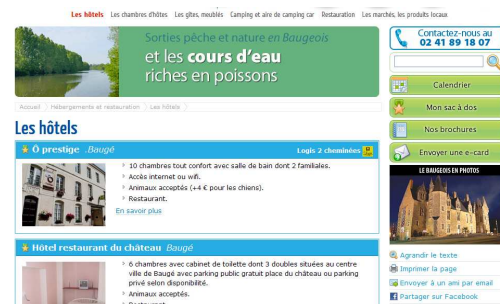 Les hôtels Les chambres d'hôtes Les gîtes, meublés Camping et aire de camping car Restauration Les marchés, les produits locaux
Sorties pêche et nature en Baugeois
et les cours d'eau
riches en poissons
Contactez-nous au
02 41 89 18 07
Calendrier
Mon sac à dos
Nos brochures
Envoyer une e-card
Accueil Hébergements et restauration Les hôtels
Les hôtels
Ô prestige , Baugé Logis 2 cheminées
10 chambres tout confort avec salle de bain dont 2 familiales.
Accès internet ou wifi.
Animaux acceptés (+4 € pour les chiens).
Restaurant.
En savoir plus
LE BAUGEOIS EN PHOTOS
Hôtel restaurant du château Baugé
6 chambres avec cabinet de toilette dont 3 doubles situées au centre
ville de Baugé avec parking public gratuit place du château ou parking
privé selon disponibilité.
Animaux acceptés.
Restaurant.
Agrandir le texte
Imprimer la page
Envoyer à un ami par email
Partager sur Facebook